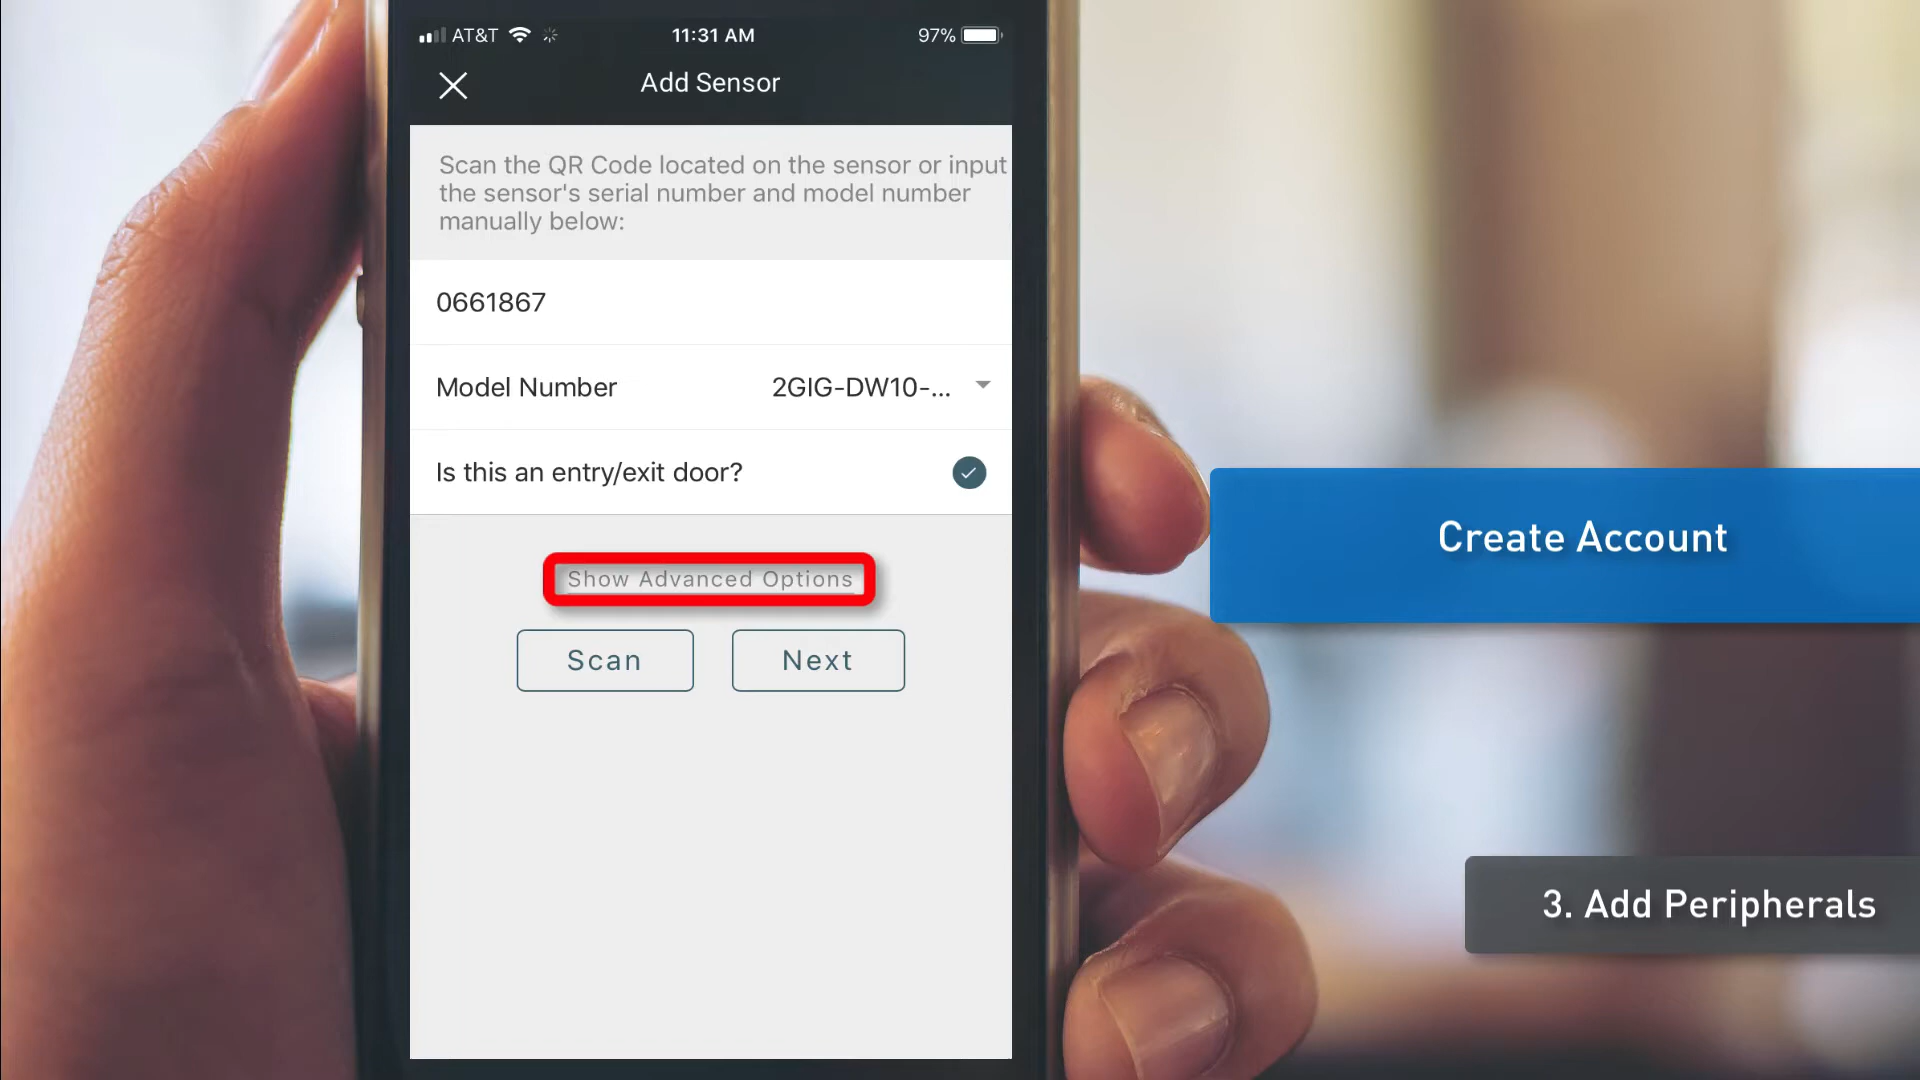 AT&T 11:31 AM 97%
Add Sensor
Scan the QR Code located on the sensor or input
the sensor's serial number and model number
manually below:
0661867
Model Number 2GIG-DW10-...
Is this an entry/exit door?
Show Advanced Options
Scan Next
Create Account
3. Add Peripherals